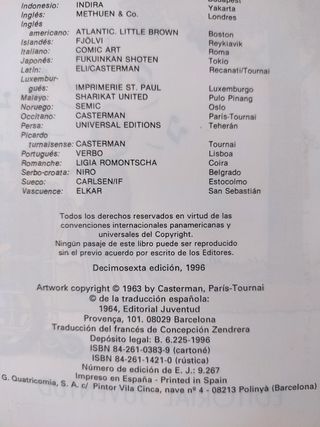 Budapest
Indonesio: INDIRA Yakarta
Inglés: METHUEN & Co. Londres
Inglés
americano: ATLANTIC. LITTLE BROWN Boston
Islandés: FJÖLVI Reykiavik
Italiano: COMIC ART Roma
Japonés: FUKUINKAN SHOTEN Tokio
Latín: ELI/CASTERMAN Recanati/Tournai
Luxembur-
gués: IMPRIMERIE ST. PAUL Luxemburgo
Malayo: SHARIKAT UNITED Pulo Pinang
Noruego: SEMIC Oslo
Occitano: CASTERMAN París-Tournai
Persa: UNIVERSAL EDITIONS Teherán
Picardo
turnaisense: CASTERMAN Tournai
Portugués: VERBO Lisboa
Romanche: LIGIA ROMONTSCHA Coira
Serbo-croata: NIRO Belgrado
Sueco: CARLSEN/IF Estocolmo
Vascuence: ELKAR San Sebastián
Todos los derechos reservados en virtud de las
convenciones internacionales panamericanas y
universales del Copyright.
Ningún pasaje de este libro puede ser reproducido
sin el previo acuerdo por escrito de los Editores.
Decimosexta edición, 1996
Artwork copyright © 1963 by Casterman, París-Tournai
© de la traducción española:
1964, Editorial Juventud
Provença, 101. 08029 Barcelona
Traducción del francés de Concepción Zendrera
Depósito legal: B. 6.225-1996
ISBN 84-261-0383-9 (cartoné)
ISBN 84-261-1421-0 (rústica)
Número de edición de E. J.: 9.267
Impreso en España - Printed in Spain
G. Quatricomia, S. A. c/ Pintor Vila Cinca, nave n° 4 - 08213 Polinyà (Barcelona)